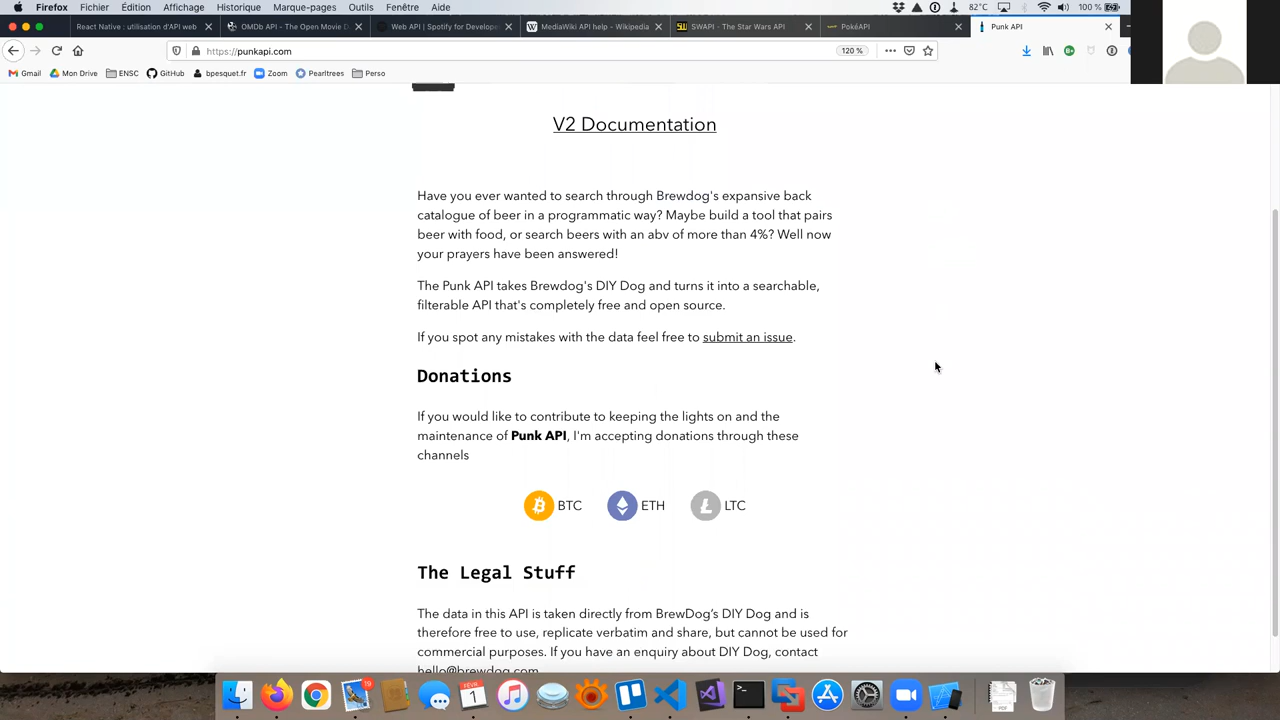 Firefox Fichier Édition Affichage Historique Marque-pages Outils Fenêtre Aide 82°C 100 %
React Native : utilisation d'API web OMDb API - The Open Movie D Web API | Spotify for Develope MediaWiki API help - Wikipedia SWAPI - The Star Wars API PokéAPI Punk API
https://punkapi.com 120 %
Gmail Mon Drive ENSC GitHub bpesquet.fr Zoom Pearltrees Perso
V2 Documentation
Have you ever wanted to search through Brewdog's expansive back
catalogue of beer in a programmatic way? Maybe build a tool that pairs
beer with food, or search beers with an abv of more than 4%? Well now
your prayers have been answered!
The Punk API takes Brewdog's DIY Dog and turns it into a searchable,
filterable API that's completely free and open source.
If you spot any mistakes with the data feel free to submit an issue.
Donations
If you would like to contribute to keeping the lights on and the
maintenance of Punk API, I'm accepting donations through these
channels
BTC ETH LTC
The Legal Stuff
The data in this API is taken directly from BrewDog's DIY Dog and is
therefore free to use, replicate verbatim and share, but cannot be used for
commercial purposes. If you have an enquiry about DIY Dog, contact
hello@brewdog.com
FÉVR.
1
19